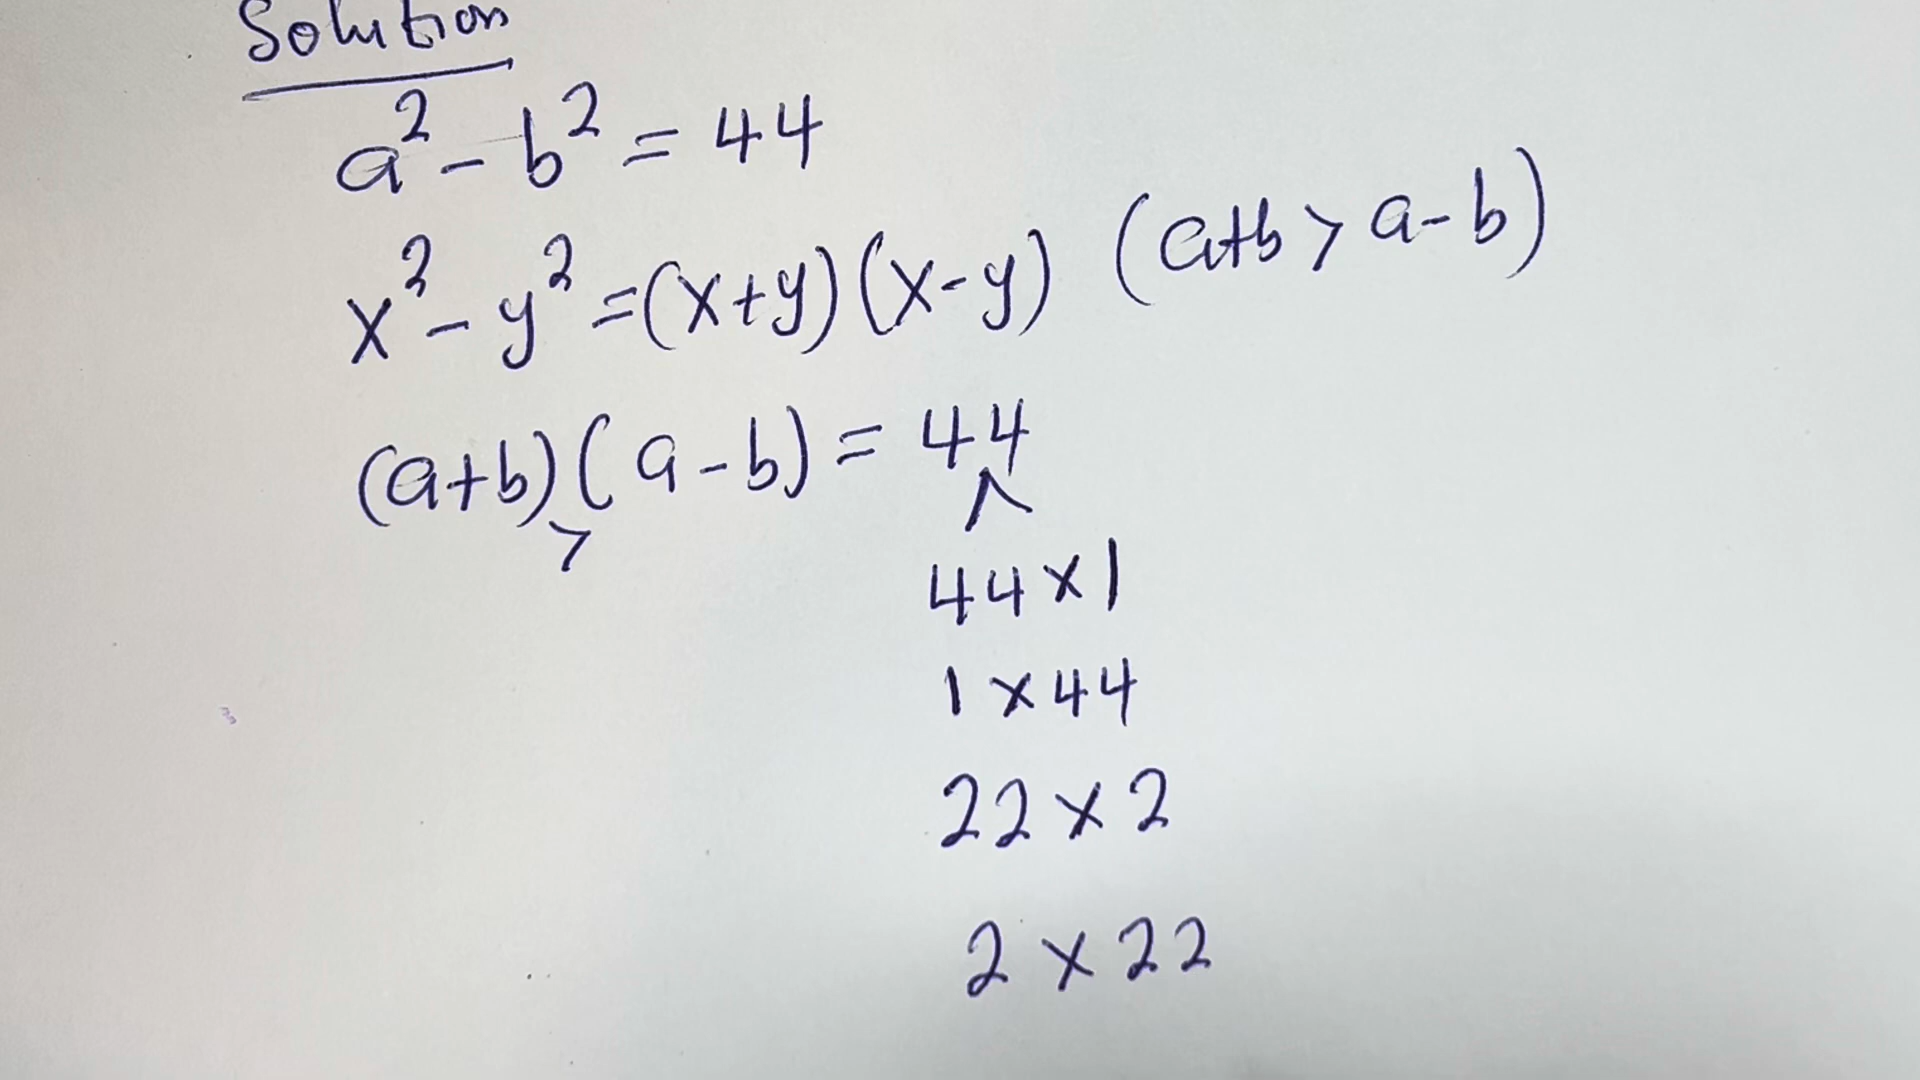 Solution
a² - b² = 44
x² - y² = (x+y)(x-y) (a+b > a-b)
(a+b)(a-b) = 44
>
44 x 1
1 x 44
22 x 2
2 x 22